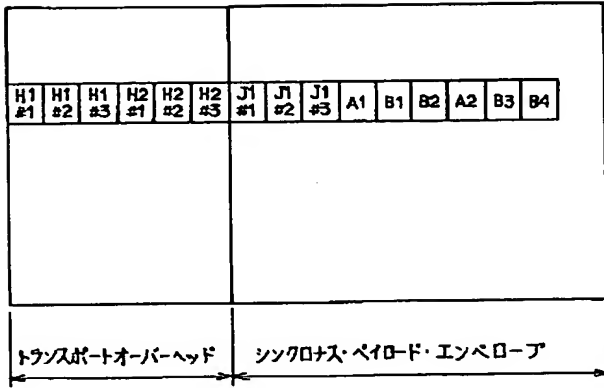 H1 #1 H1 #2 H1 #3 H2 #1 H2 #2 H2 #3 J1 #1 J1 #2 J1 #3 A1 B1 B2 A2 B3 B4
トランスポートオーバーヘッド シンクロナス・ペイロード・エンベロープ